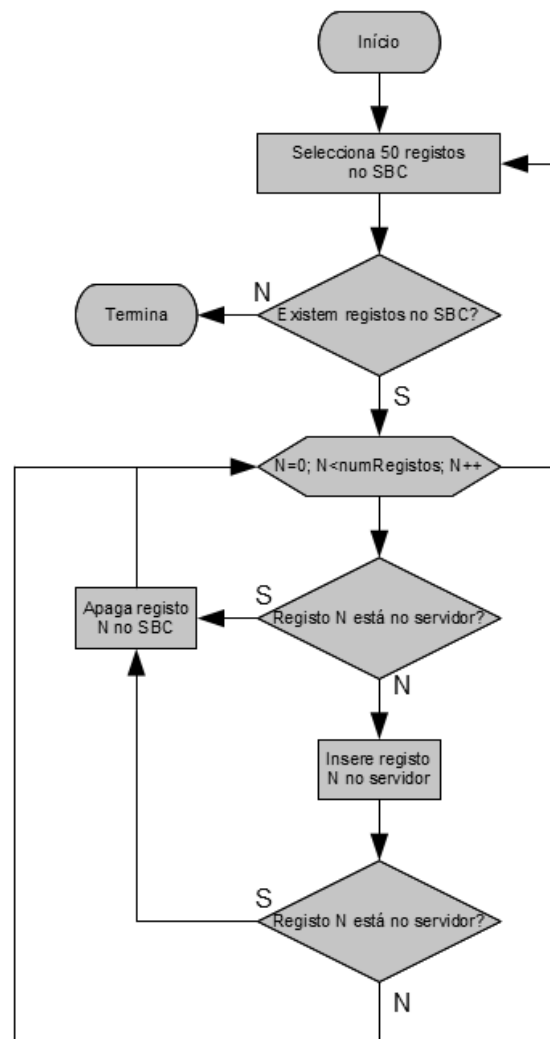 Início
Selecciona 50 registos
no SBC
N
Termina
Existem registos no SBC?
S
N=0; N<numRegistos; N++
S
Apaga registo
N no SBC
Registo N está no servidor?
N
Insere registo
N no servidor
S
Registo N está no servidor?
N